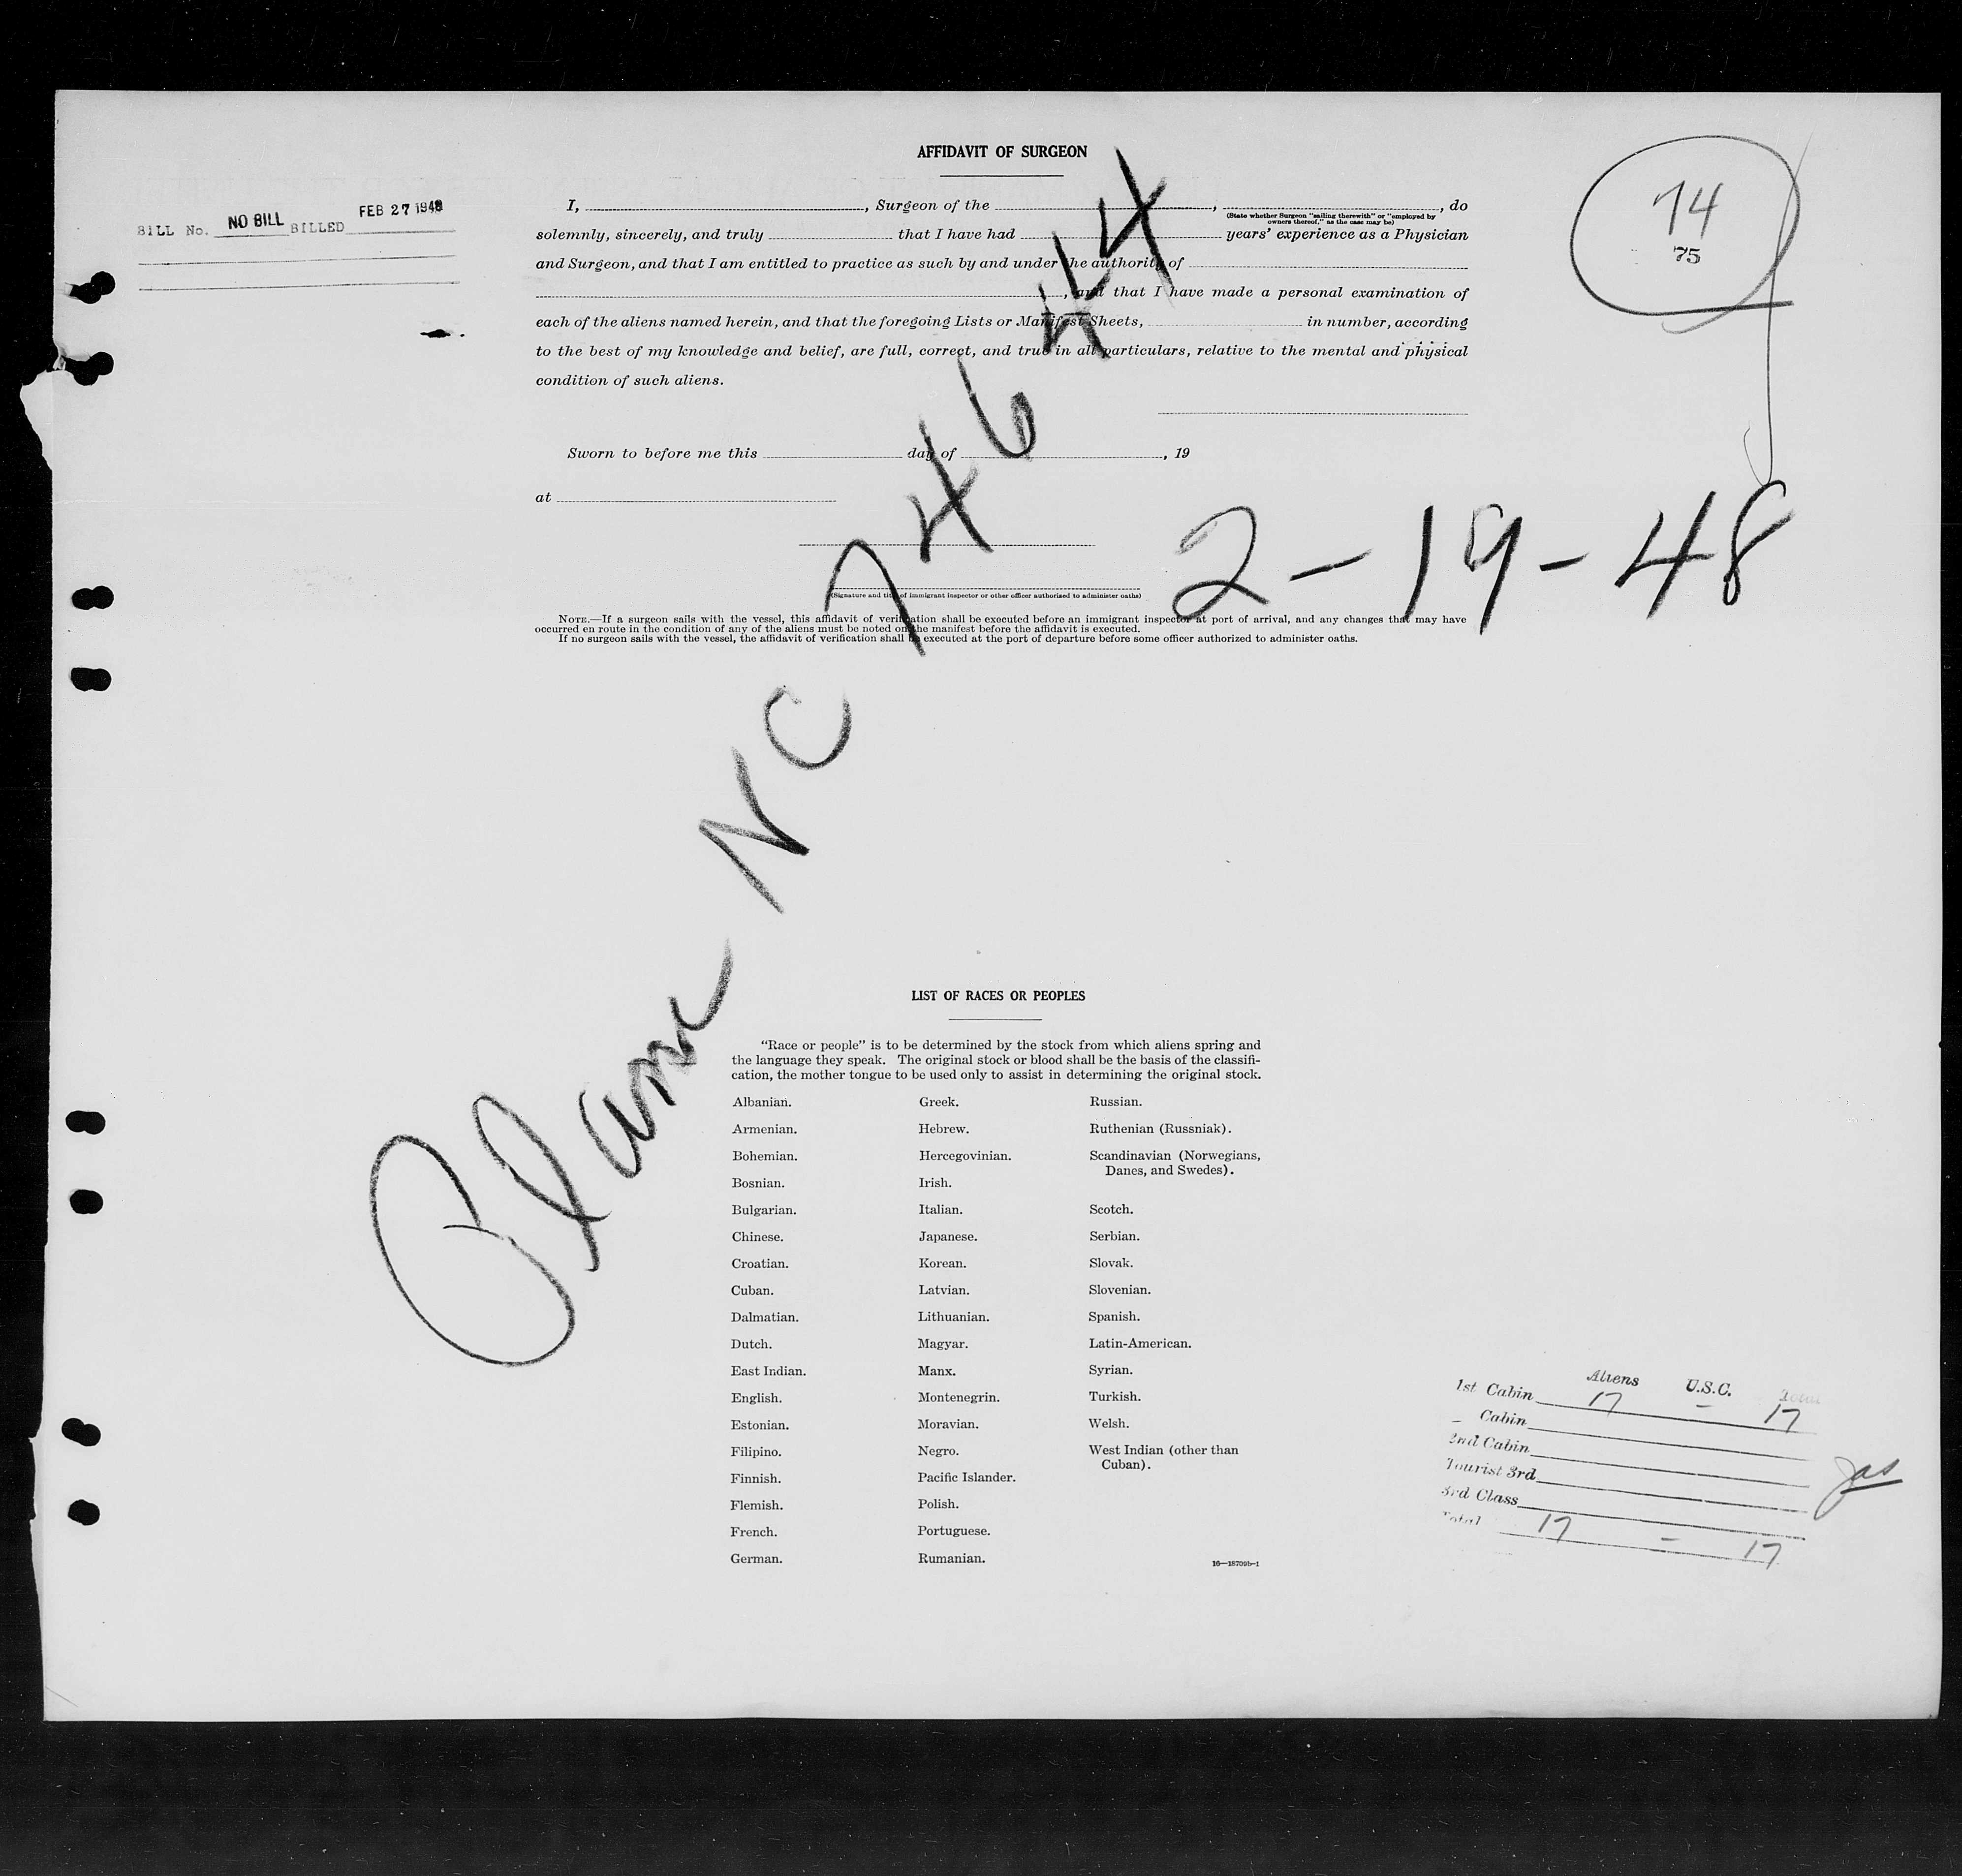 AFFIDAVIT OF SURGEON
BILL No. NO BILL BILLED FEB 27 1948
74
75
I, , Surgeon of the , , do
(State whether Surgeon "sailing therewith" or "employed by
owners thereof," as the case may be)
solemnly, sincerely, and truly that I have had years' experience as a Physician
and Surgeon, and that I am entitled to practice as such by and under the authority of
, and that I have made a personal examination of
each of the aliens named herein, and that the foregoing Lists or Manifest Sheets, in number, according
to the best of my knowledge and belief, are full, correct, and true in all particulars, relative to the mental and physical
condition of such aliens.
Sworn to before me this day of , 19
at
2-19-48
(Signature and title of immigrant inspector or other officer authorized to administer oaths)
NOTE.—If a surgeon sails with the vessel, this affidavit of verification shall be executed before an immigrant inspector at port of arrival, and any changes that may have
occurred en route in the condition of any of the aliens must be noted on the manifest before the affidavit is executed.
If no surgeon sails with the vessel, the affidavit of verification shall be executed at the port of departure before some officer authorized to administer oaths.
NC 746444
LIST OF RACES OR PEOPLES
"Race or people" is to be determined by the stock from which aliens spring and
the language they speak. The original stock or blood shall be the basis of the classifi-
cation, the mother tongue to be used only to assist in determining the original stock.
Albanian.
Armenian.
Bohemian.
Bosnian.
Bulgarian.
Chinese.
Croatian.
Cuban.
Dalmatian.
Dutch.
East Indian.
English.
Estonian.
Filipino.
Finnish.
Flemish.
French.
German.
Greek.
Hebrew.
Hercegovinian.
Irish.
Italian.
Japanese.
Korean.
Latvian.
Lithuanian.
Magyar.
Manx.
Montenegrin.
Moravian.
Negro.
Pacific Islander.
Polish.
Portuguese.
Rumanian.
Russian.
Ruthenian (Russniak).
Scandinavian (Norwegians,
Danes, and Swedes).
Scotch.
Serbian.
Slovak.
Slovenian.
Spanish.
Latin-American.
Syrian.
Turkish.
Welsh.
West Indian (other than
Cuban).
16—18709b-1
Aliens U.S.C. Total
1st Cabin 17 - 17
Cabin
2nd Cabin
Tourist 3rd
3rd Class
Total 17 - 17